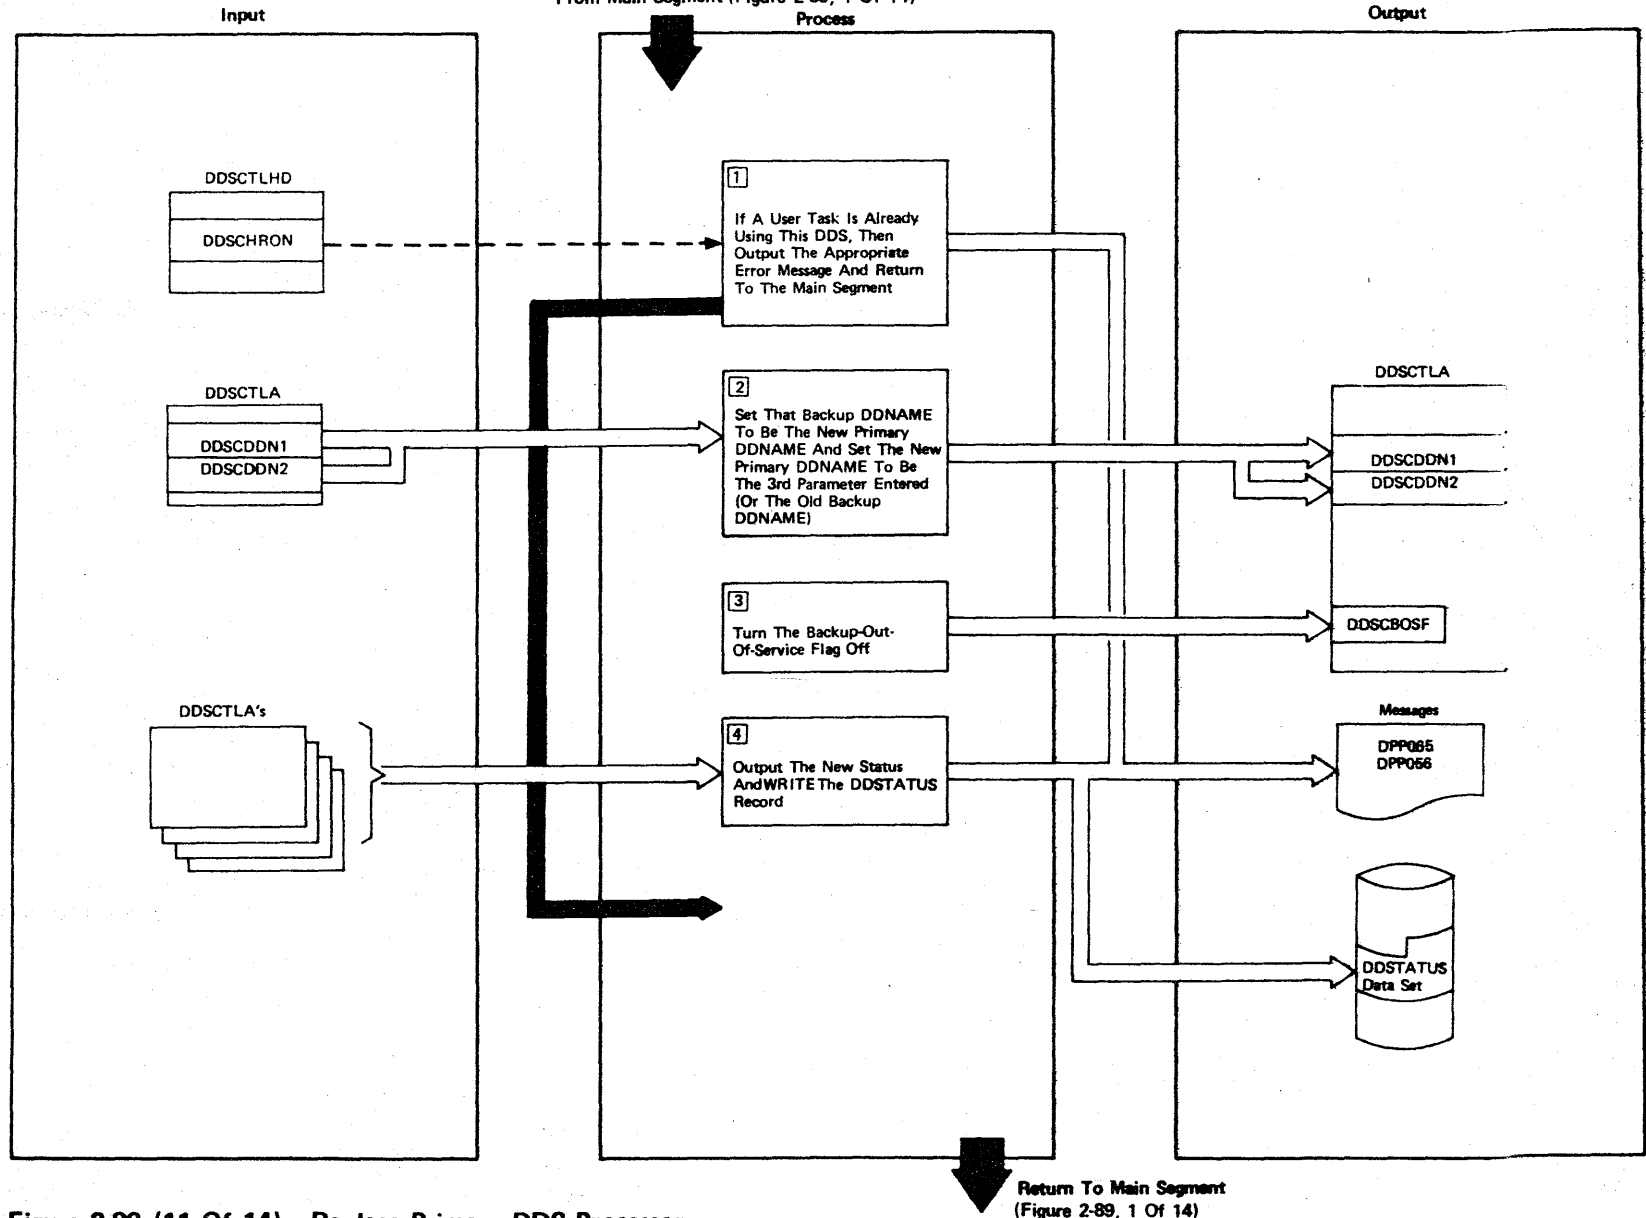 Input
Process
Output
DDSCTLHD
DDSCHRON
1
If A User Task Is Already
Using This DDS, Then
Output The Appropriate
Error Message And Return
To The Main Segment
DDSCTLA
DDSCDDN1
DDSCDDN2
2
Set That Backup DDNAME
To Be The New Primary
DDNAME And Set The New
Primary DDNAME To Be
The 3rd Parameter Entered
(Or The Old Backup
DDNAME)
DDSCTLA
DDSCDDN1
DDSCDDN2
3
Turn The Backup-Out-
Of-Service Flag Off
DDSCBOSF
DDSCTLA's
4
Output The New Status
And WRITE The DDSTATUS
Record
Messages
DPP065
DPP056
DDSTATUS
Data Set
Return To Main Segment
(Figure 2-89, 1 Of 14)
(11 Of 14)
DDS Processor